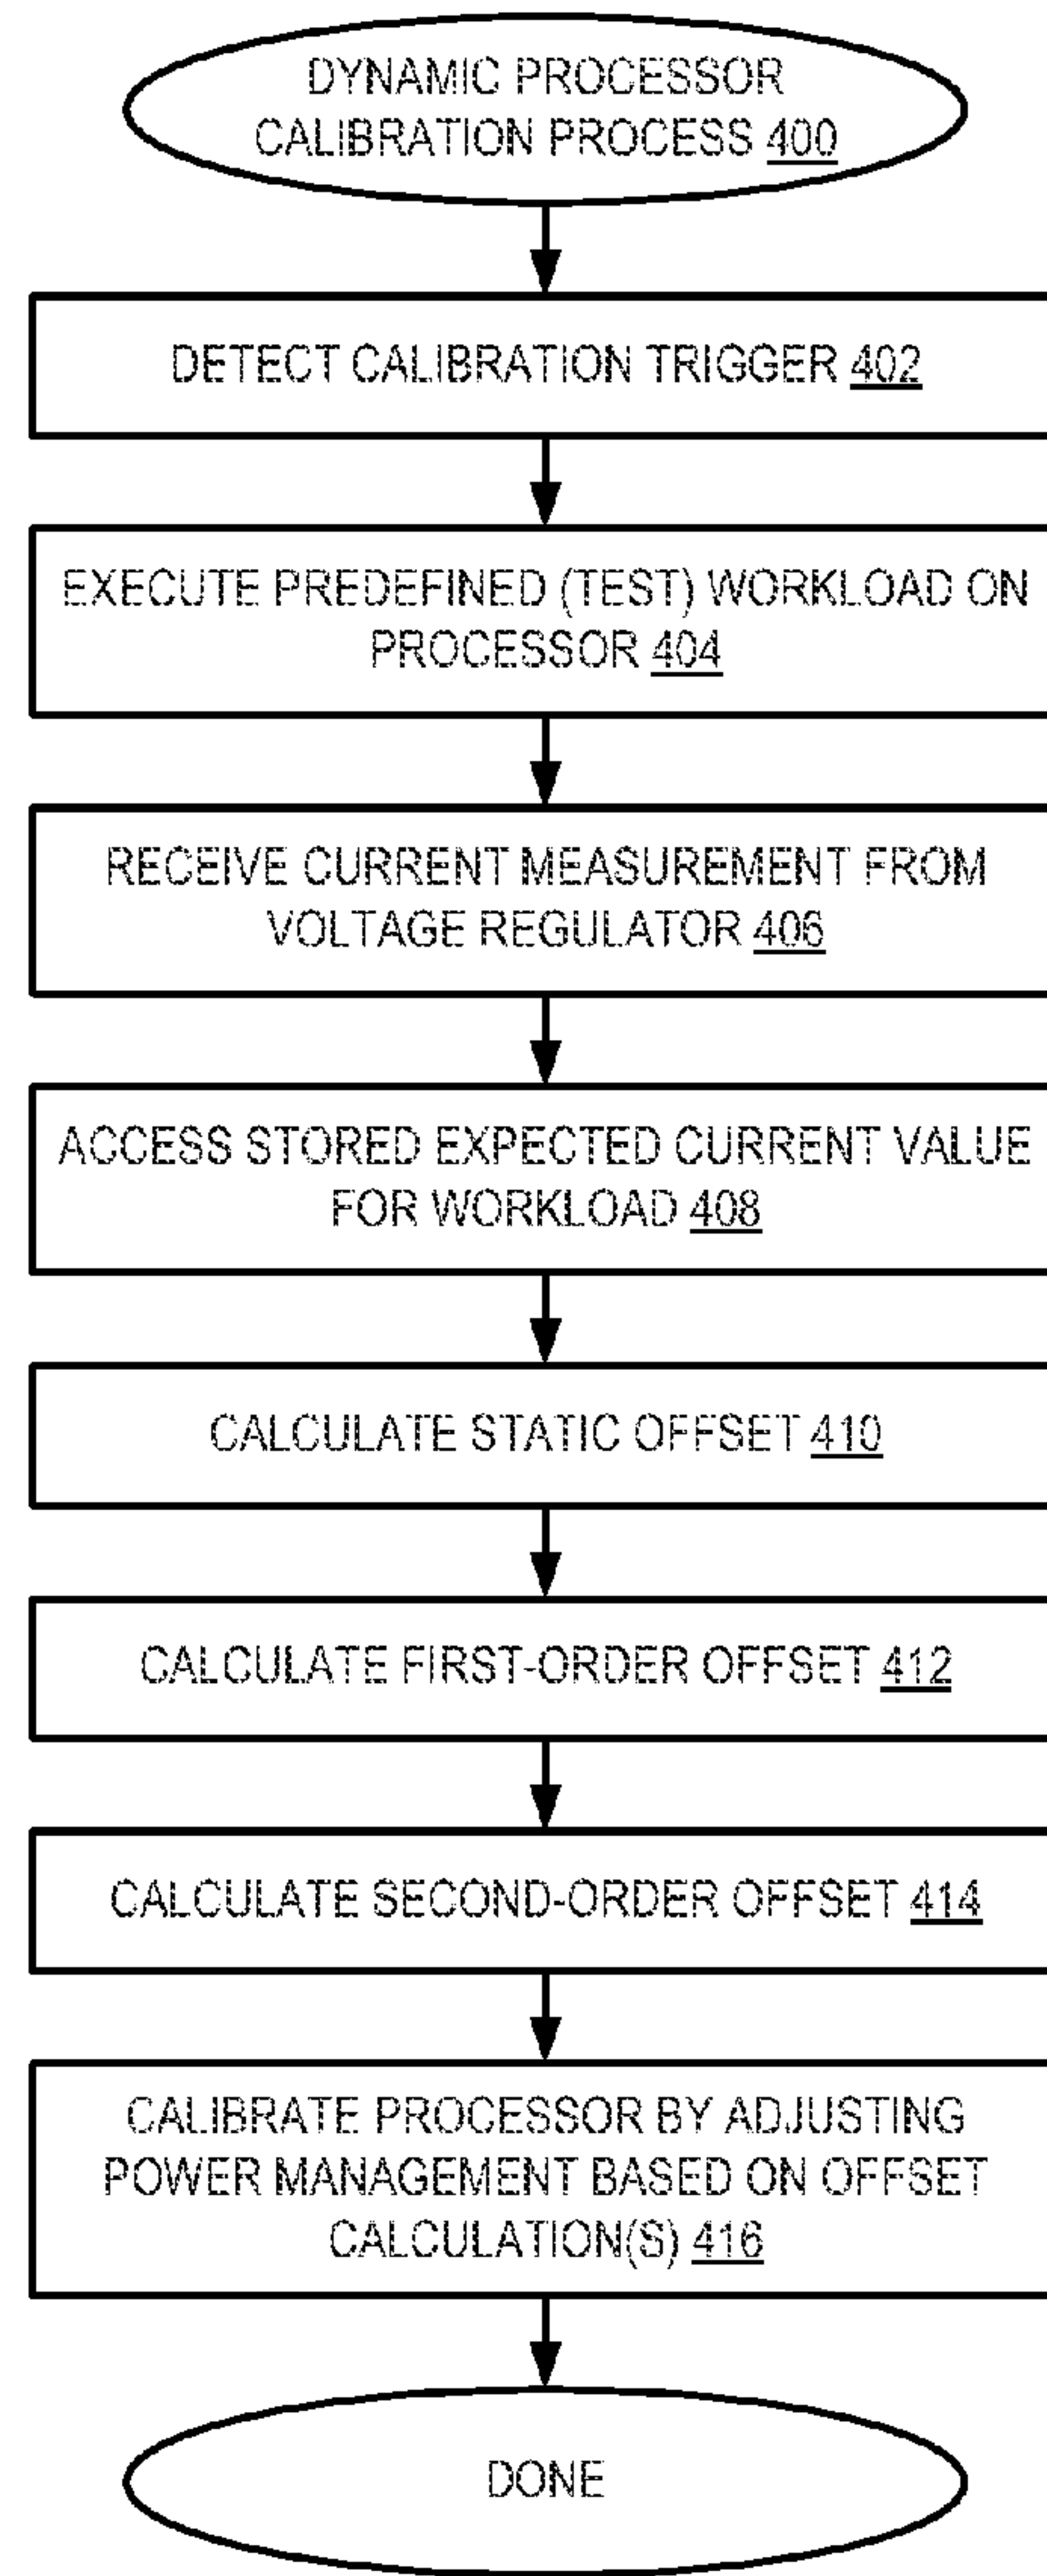 DYNAMIC PROCESSOR
CALIBRATION PROCESS 400
DETECT CALIBRATION TRIGGER 402
EXECUTE PREDEFINED (TEST) WORKLOAD ON
PROCESSOR 404
RECEIVE CURRENT MEASUREMENT FROM
VOLTAGE REGULATOR 406
ACCESS STORED EXPECTED CURRENT VALUE
FOR WORKLOAD 408
CALCULATE STATIC OFFSET 410
CALCULATE FIRST-ORDER OFFSET 412
CALCULATE SECOND-ORDER OFFSET 414
CALIBRATE PROCESSOR BY ADJUSTING
POWER MANAGEMENT BASED ON OFFSET
CALCULATION(S) 416
DONE